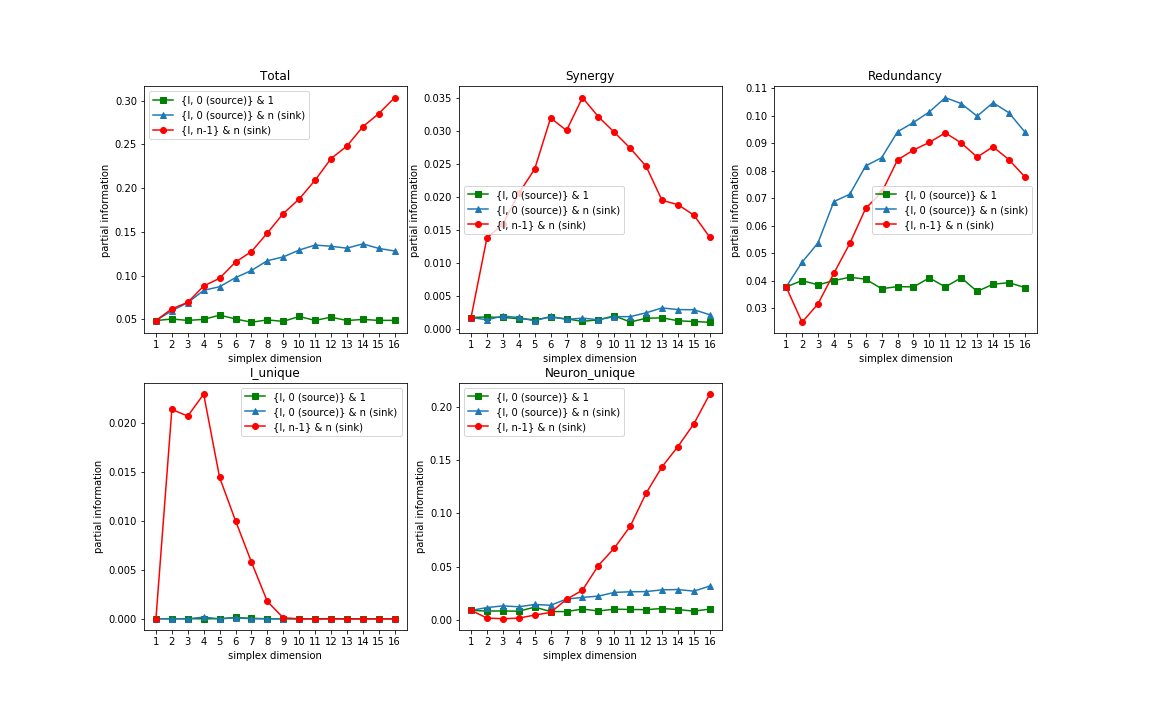 Total
partial information
0.30
0.25
0.20
0.15
0.10
0.05
{I, 0 (source)} & 1
{I, 0 (source)} & n (sink)
{I, n-1} & n (sink)
1 2 3 4 5 6 7 8 9 10 11 12 13 14 15 16
simplex dimension
Synergy
partial information
0.035
0.030
0.025
0.020
0.015
0.010
0.005
0.000
{I, 0 (source)} & 1
{I, 0 (source)} & n (sink)
{I, n-1} & n (sink)
1 2 3 4 5 6 7 8 9 10 11 12 13 14 15 16
simplex dimension
Redundancy
partial information
0.11
0.10
0.09
0.08
0.07
0.06
0.05
0.04
0.03
{I, 0 (source)} & 1
{I, 0 (source)} & n (sink)
{I, n-1} & n (sink)
1 2 3 4 5 6 7 8 9 10 11 12 13 14 15 16
simplex dimension
I_unique
partial information
0.020
0.015
0.010
0.005
0.000
{I, 0 (source)} & 1
{I, 0 (source)} & n (sink)
{I, n-1} & n (sink)
1 2 3 4 5 6 7 8 9 10 11 12 13 14 15 16
simplex dimension
Neuron_unique
partial information
0.20
0.15
0.10
0.05
0.00
{I, 0 (source)} & 1
{I, 0 (source)} & n (sink)
{I, n-1} & n (sink)
1 2 3 4 5 6 7 8 9 10 11 12 13 14 15 16
simplex dimension